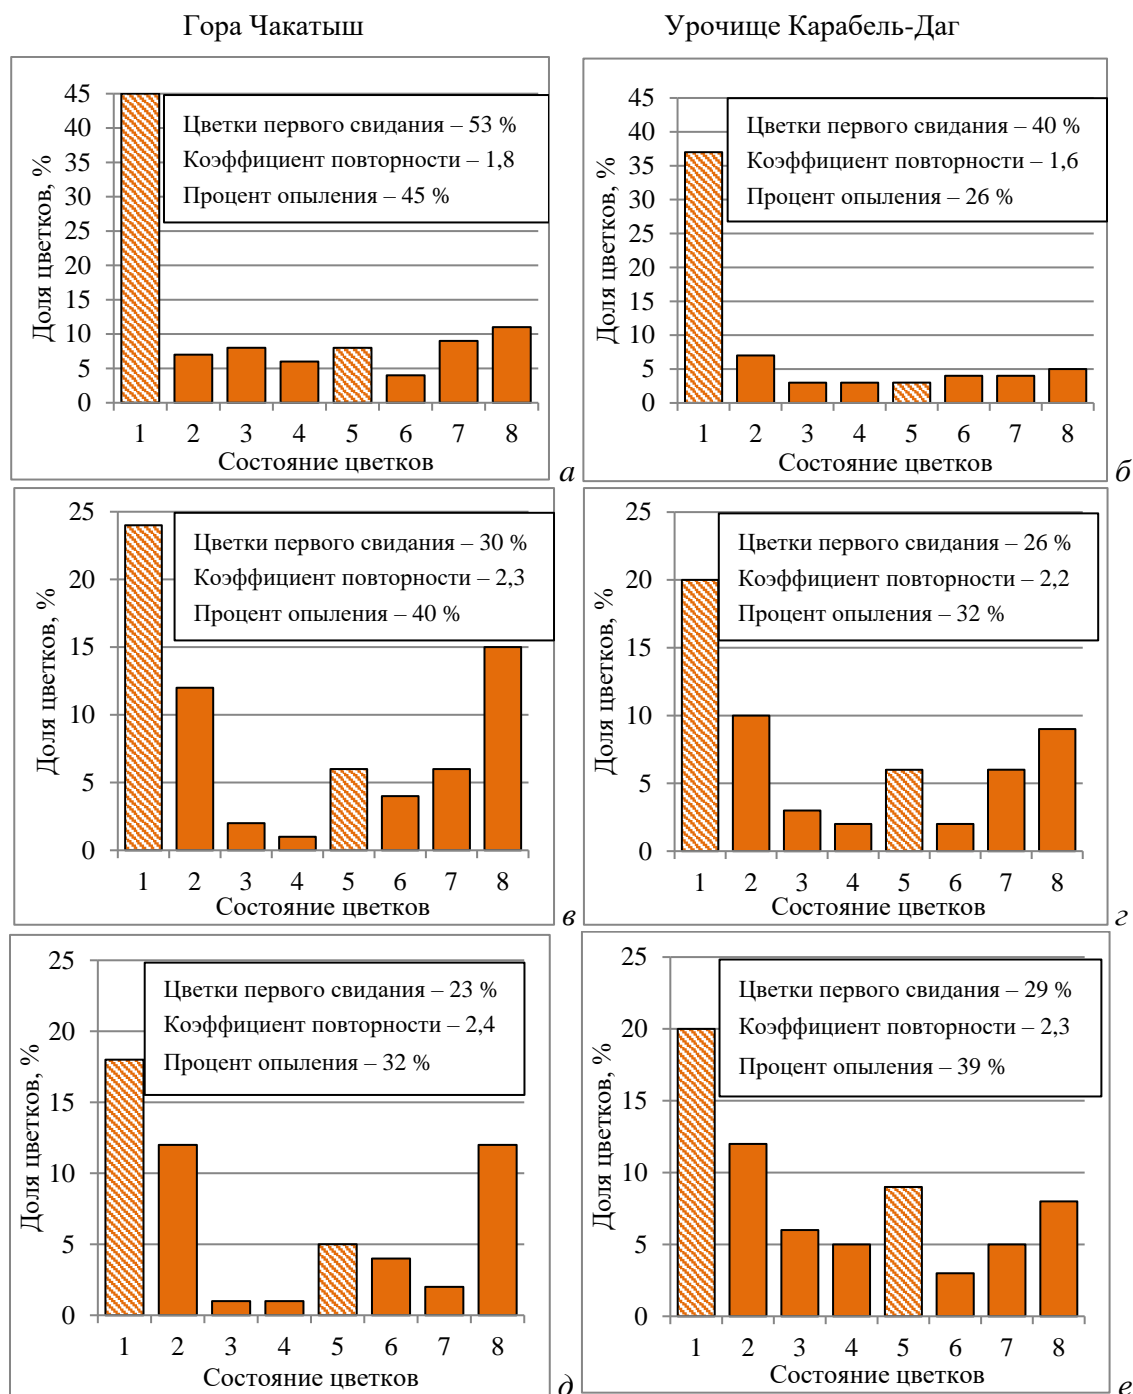 Гора Чакатыш
Урочище Карабель-Даг
Доля цветков, %
45
40
35
30
25
20
15
10
5
0
Цветки первого свидания – 53 %
Коэффициент повторности – 1,8
Процент опыления – 45 %
1 2 3 4 5 6 7 8
Состояние цветков
а
Доля цветков, %
45
40
35
30
25
20
15
10
5
0
Цветки первого свидания – 40 %
Коэффициент повторности – 1,6
Процент опыления – 26 %
1 2 3 4 5 6 7 8
Состояние цветков
б
Доля цветков, %
25
20
15
10
5
0
Цветки первого свидания – 30 %
Коэффициент повторности – 2,3
Процент опыления – 40 %
1 2 3 4 5 6 7 8
Состояние цветков
в
Доля цветков, %
25
20
15
10
5
0
Цветки первого свидания – 26 %
Коэффициент повторности – 2,2
Процент опыления – 32 %
1 2 3 4 5 6 7 8
Состояние цветков
г
Доля цветков, %
25
20
15
10
5
0
Цветки первого свидания – 23 %
Коэффициент повторности – 2,4
Процент опыления – 32 %
1 2 3 4 5 6 7 8
Состояние цветков
д
Доля цветков, %
25
20
15
10
5
0
Цветки первого свидания – 29 %
Коэффициент повторности – 2,3
Процент опыления – 39 %
1 2 3 4 5 6 7 8
Состояние цветков
е